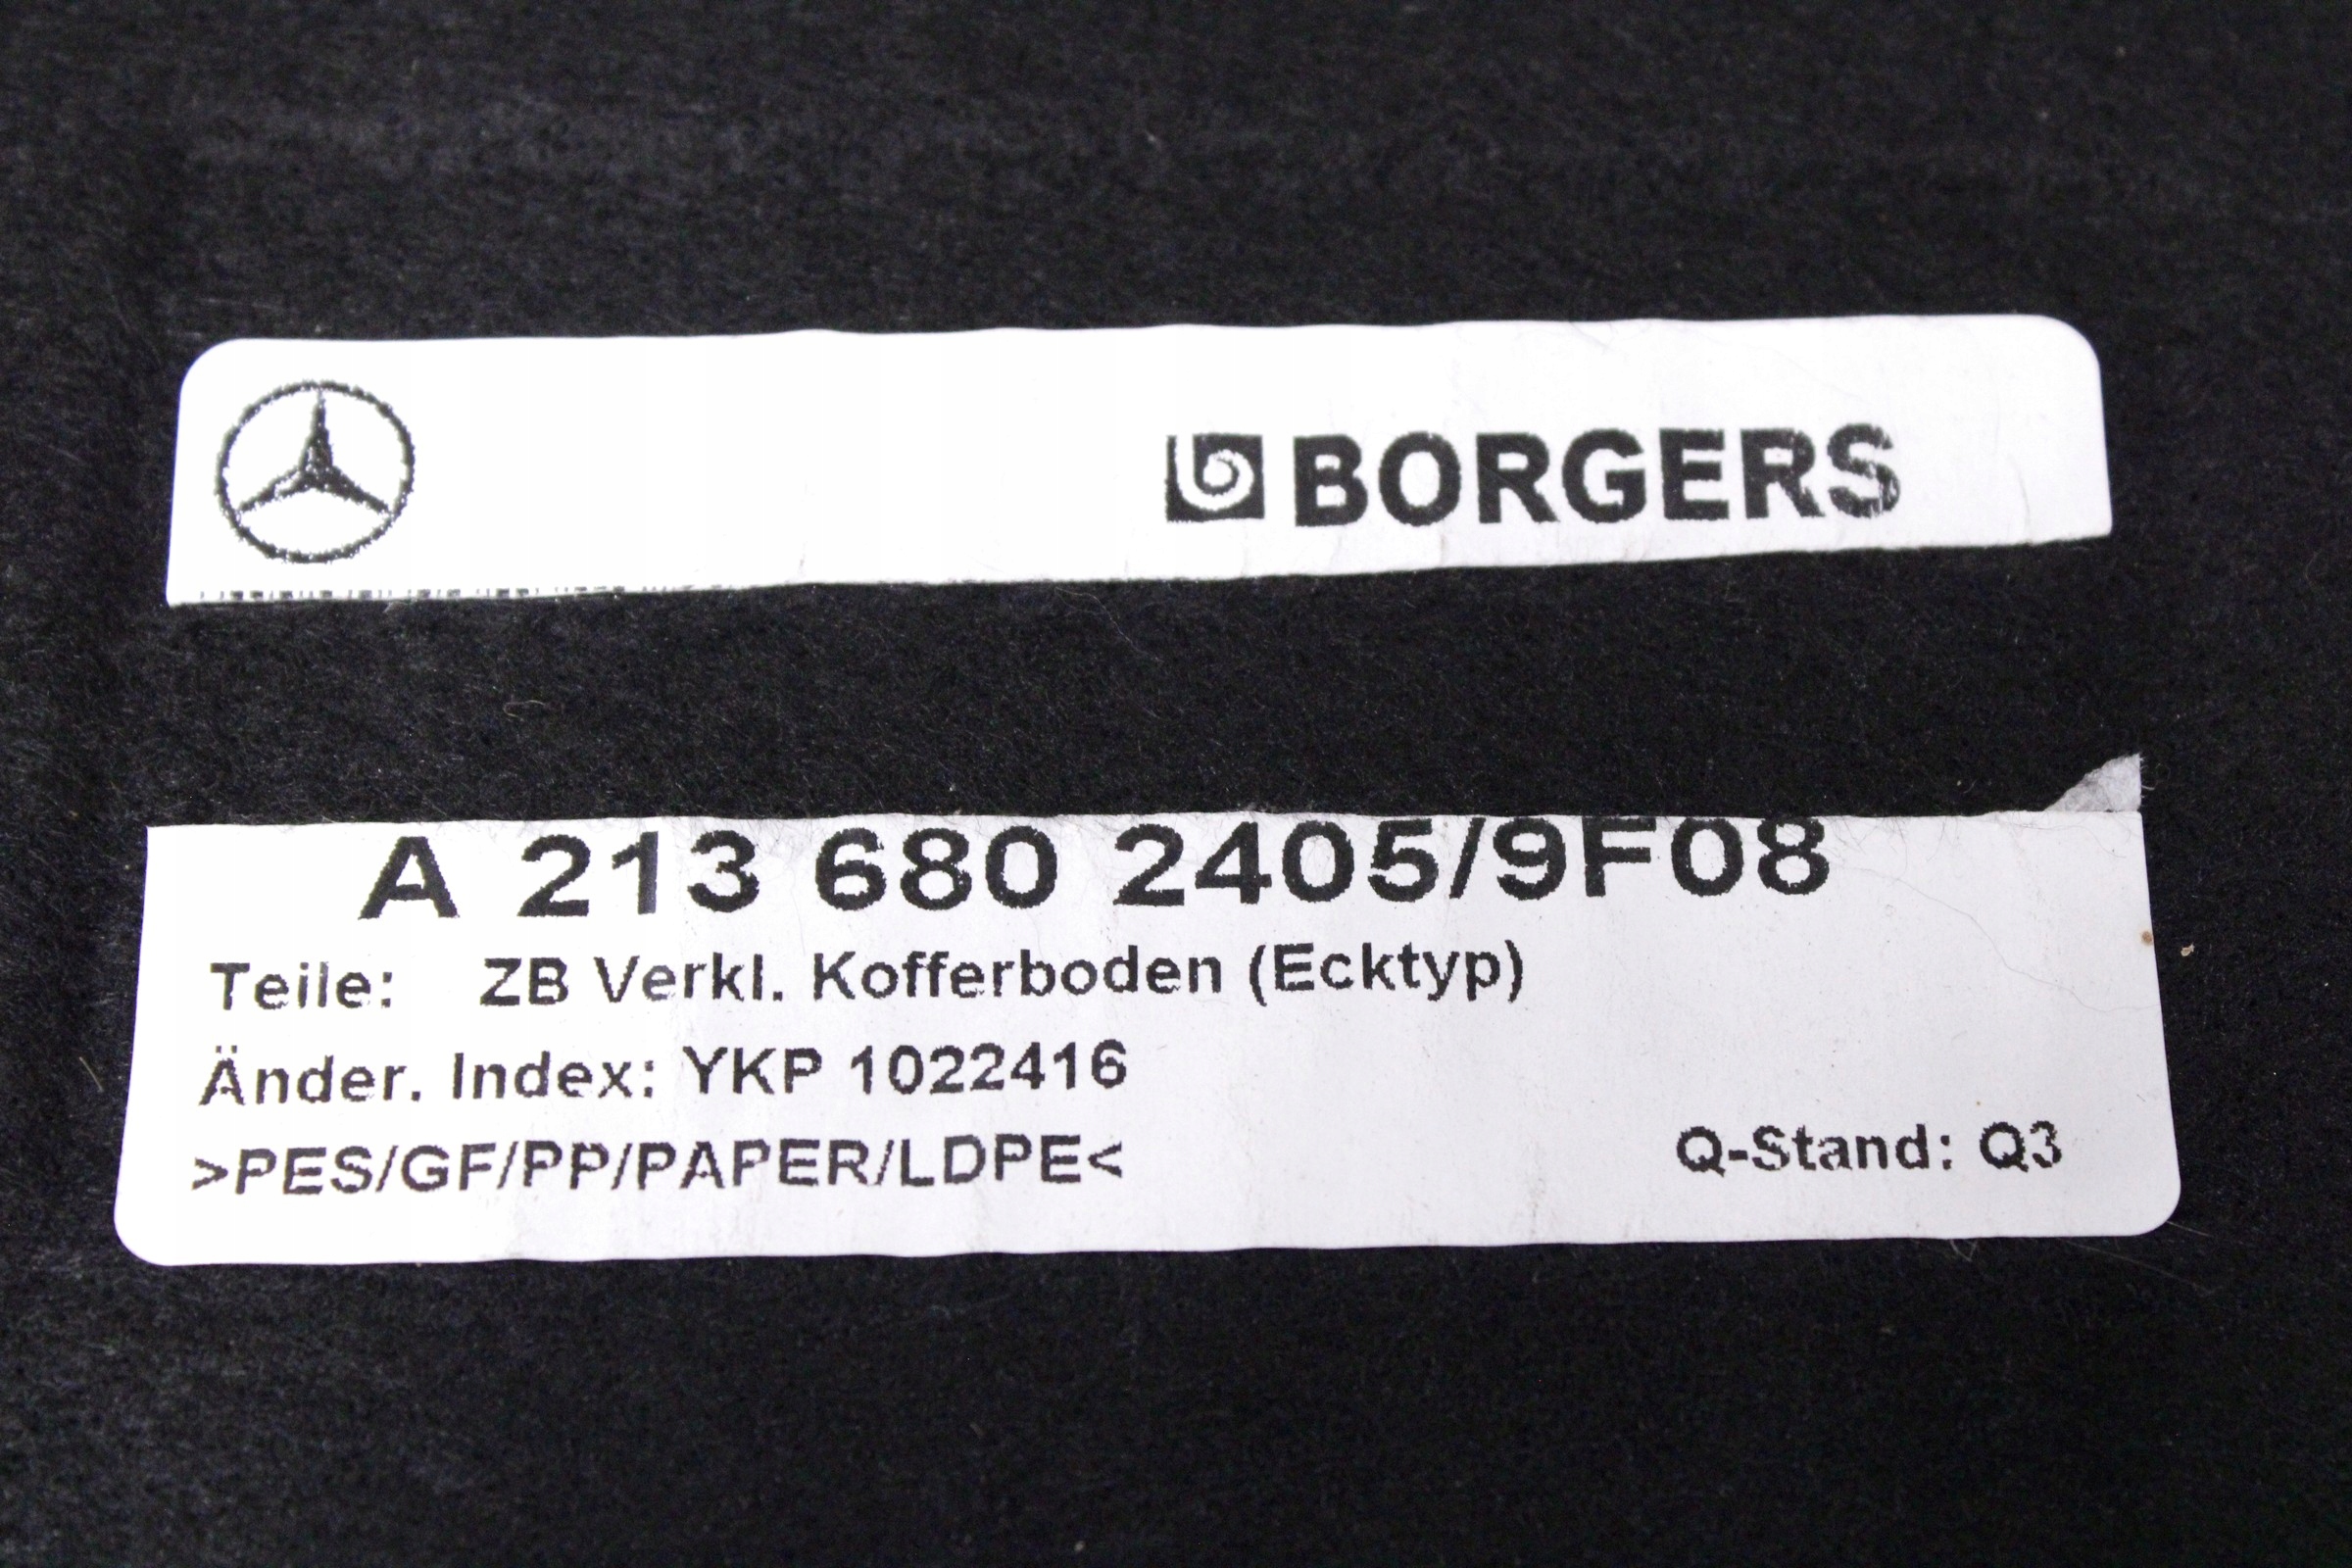 BORGERS
A 213 680 2405/9F08
Teile: ZB Verkl. Kofferboden (Ecktyp)
Änder. Index: YKP 1022416
>PES/GF/PP/PAPER/LDPE<
Q-Stand: Q3